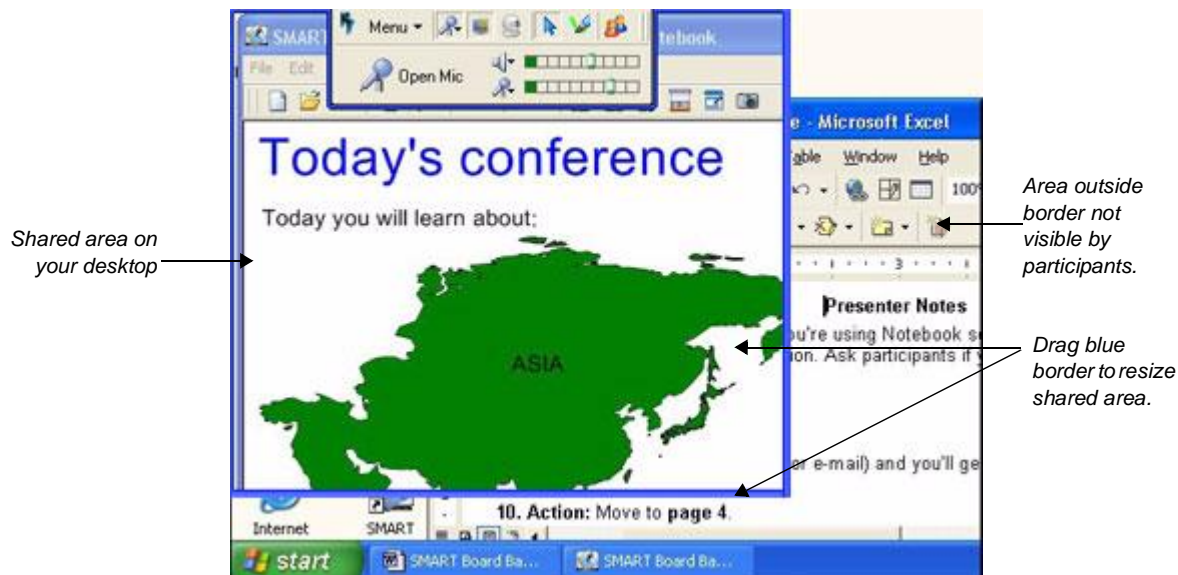 SMART
Menu
tebook
File Edit
Open Mic
Today's conference
Today you will learn about:
ASIA
e - Microsoft Excel
able Window Help
100%
3
Presenter Notes
ou're using Notebook s
ion. Ask participants if y
or e-mail) and you'll ge
10. Action: Move to page 4.
Internet
SMART
start
SMART Board Ba...
SMART Board Ba...
Shared area on
your desktop
Area outside
border not
visible by
participants.
Drag blue
border to resize
shared area.